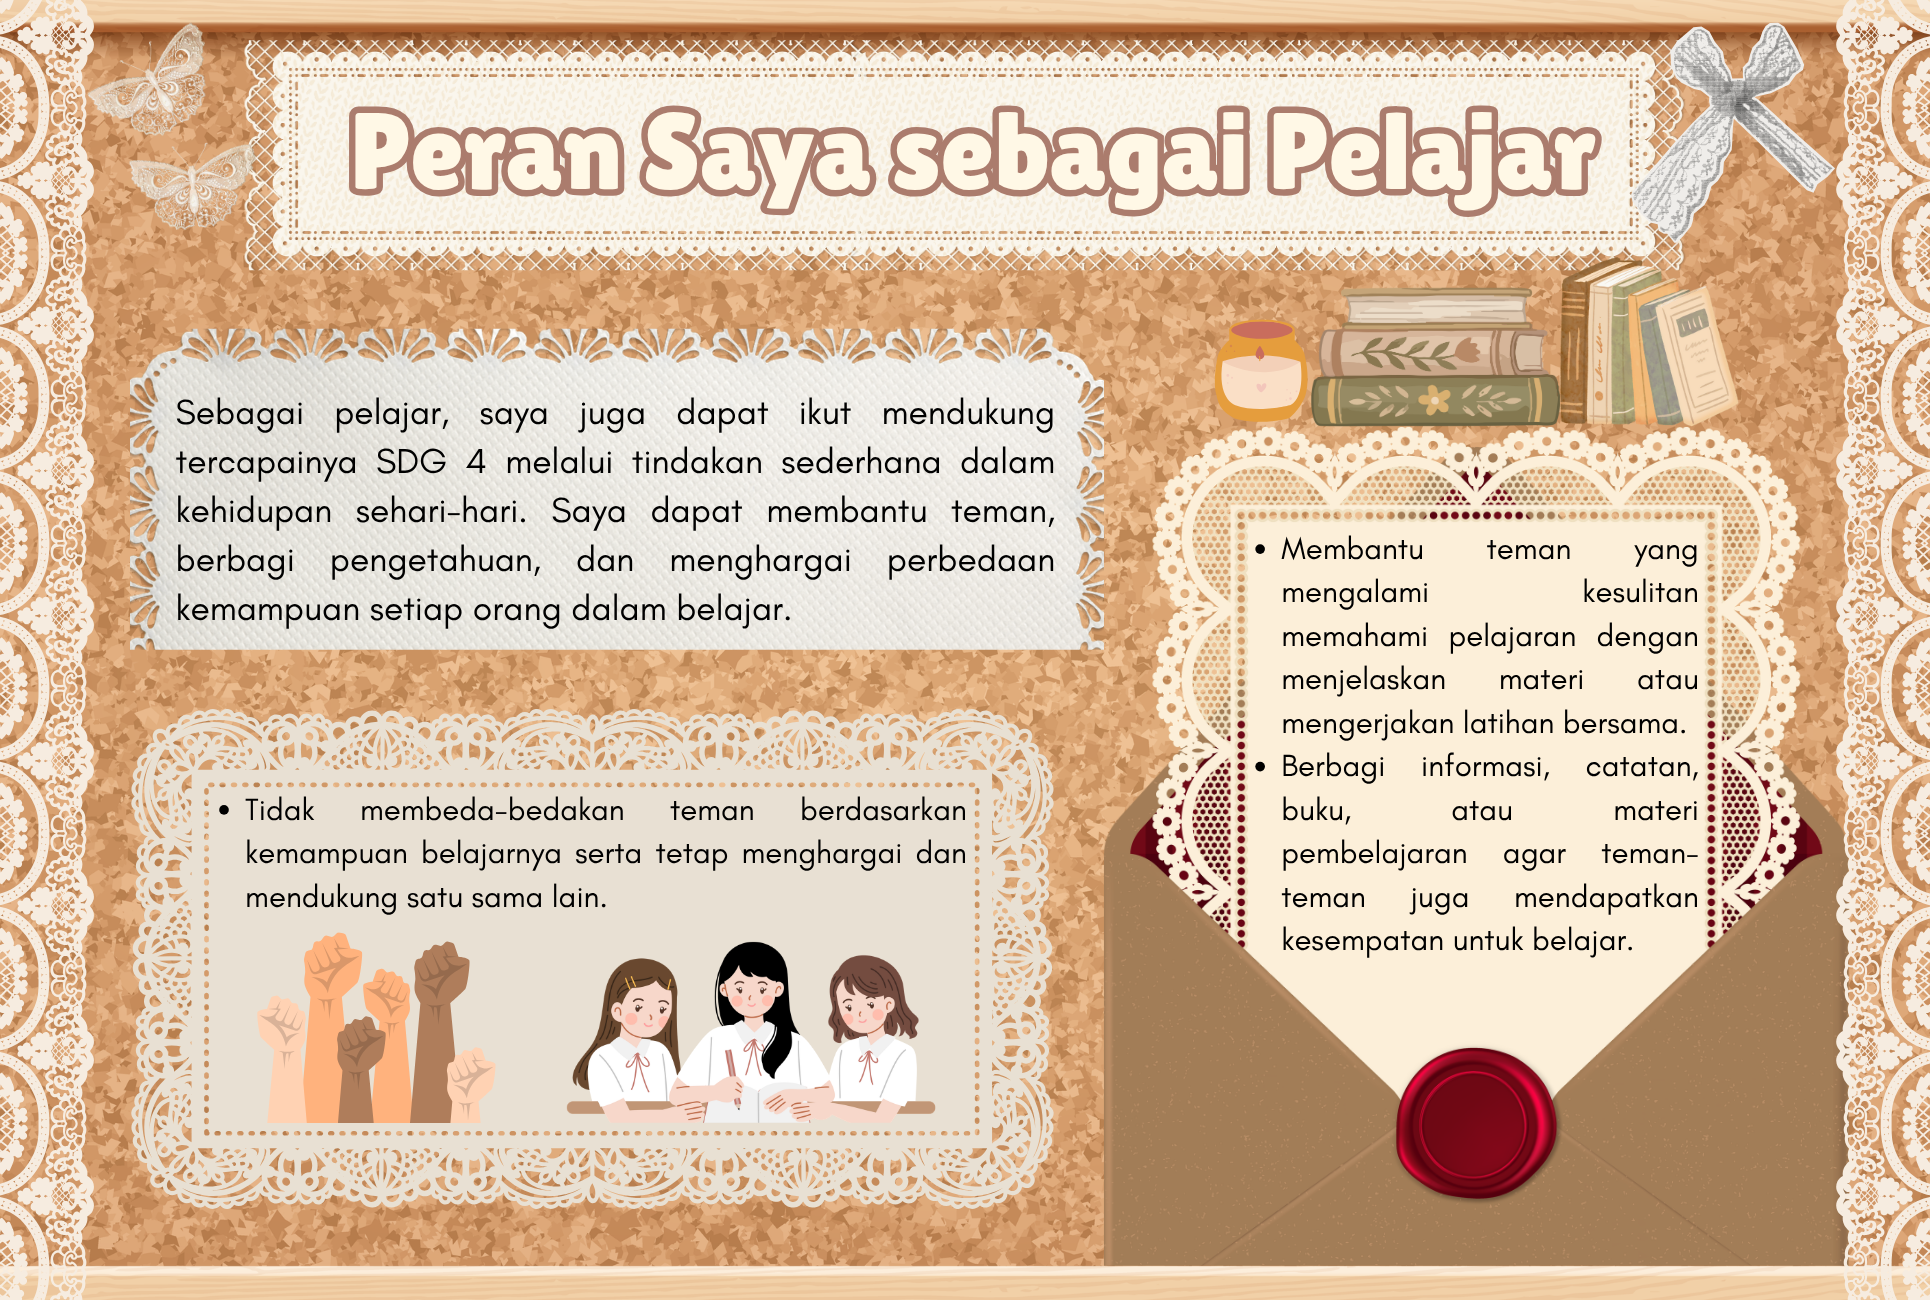 Peran Saya sebagai Pelajar
Sebagai pelajar, saya juga dapat ikut mendukung
tercapainya SDG 4 melalui tindakan sederhana dalam
kehidupan sehari-hari. Saya dapat membantu teman,
berbagi pengetahuan, dan menghargai perbedaan
kemampuan setiap orang dalam belajar.
• Tidak membeda-bedakan teman berdasarkan
kemampuan belajarnya serta tetap menghargai dan
mendukung satu sama lain.
• Membantu teman yang
mengalami kesulitan
memahami pelajaran dengan
menjelaskan materi atau
mengerjakan latihan bersama.
• Berbagi informasi, catatan,
buku, atau materi
pembelajaran agar teman-
teman juga mendapatkan
kesempatan untuk belajar.